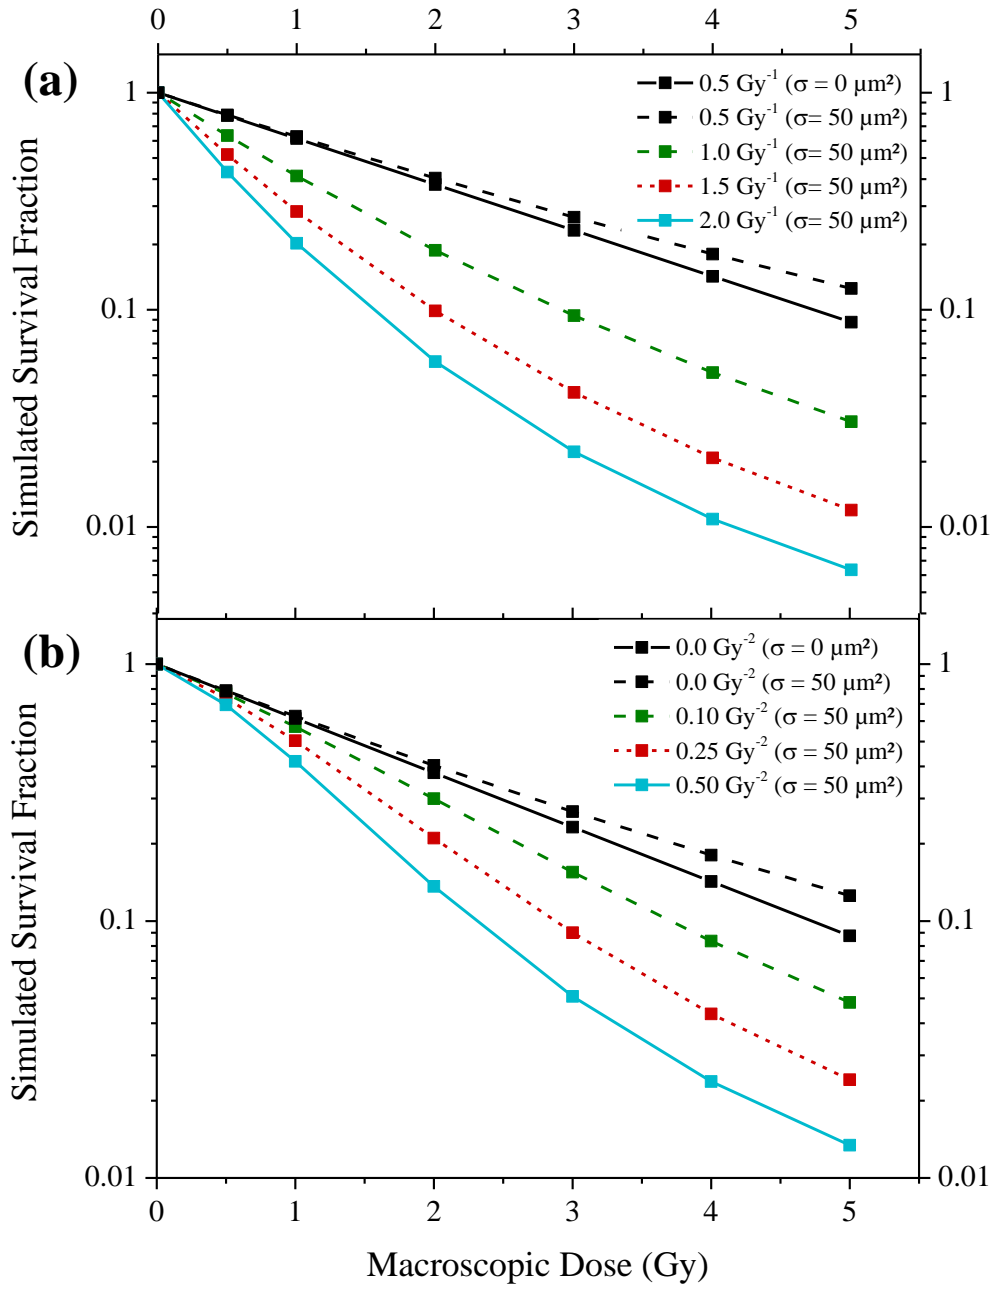 0 1 2 3 4 5
(a)
0.5 Gy⁻¹ (σ = 0 µm²)
0.5 Gy⁻¹ (σ= 50 µm²)
1.0 Gy⁻¹ (σ= 50 µm²)
1.5 Gy⁻¹ (σ= 50 µm²)
2.0 Gy⁻¹ (σ= 50 µm²)
1 1
0.1 0.1
0.01 0.01
Simulated Survival Fraction
(b)
0.0 Gy⁻² (σ = 0 µm²)
0.0 Gy⁻² (σ = 50 µm²)
0.10 Gy⁻² (σ = 50 µm²)
0.25 Gy⁻² (σ = 50 µm²)
0.50 Gy⁻² (σ = 50 µm²)
1 1
0.1 0.1
0.01 0.01
Simulated Survival Fraction
0 1 2 3 4 5
Macroscopic Dose (Gy)